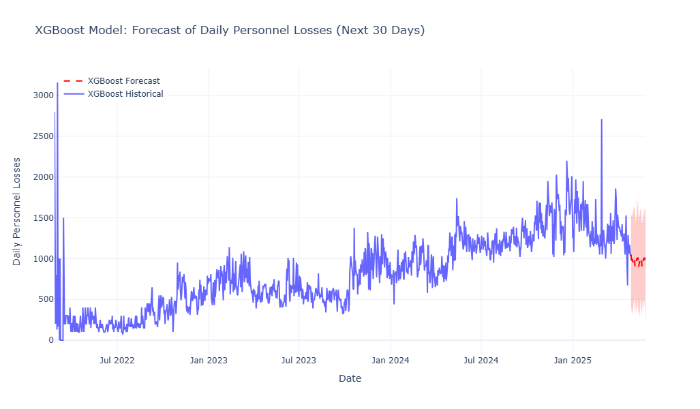 XGBoost Model: Forecast of Daily Personnel Losses (Next 30 Days)
XGBoost Forecast
XGBoost Historical
3000
2500
2000
1500
1000
500
0
Daily Personnel Losses
Jul 2022
Jan 2023
Jul 2023
Jan 2024
Jul 2024
Jan 2025
Date